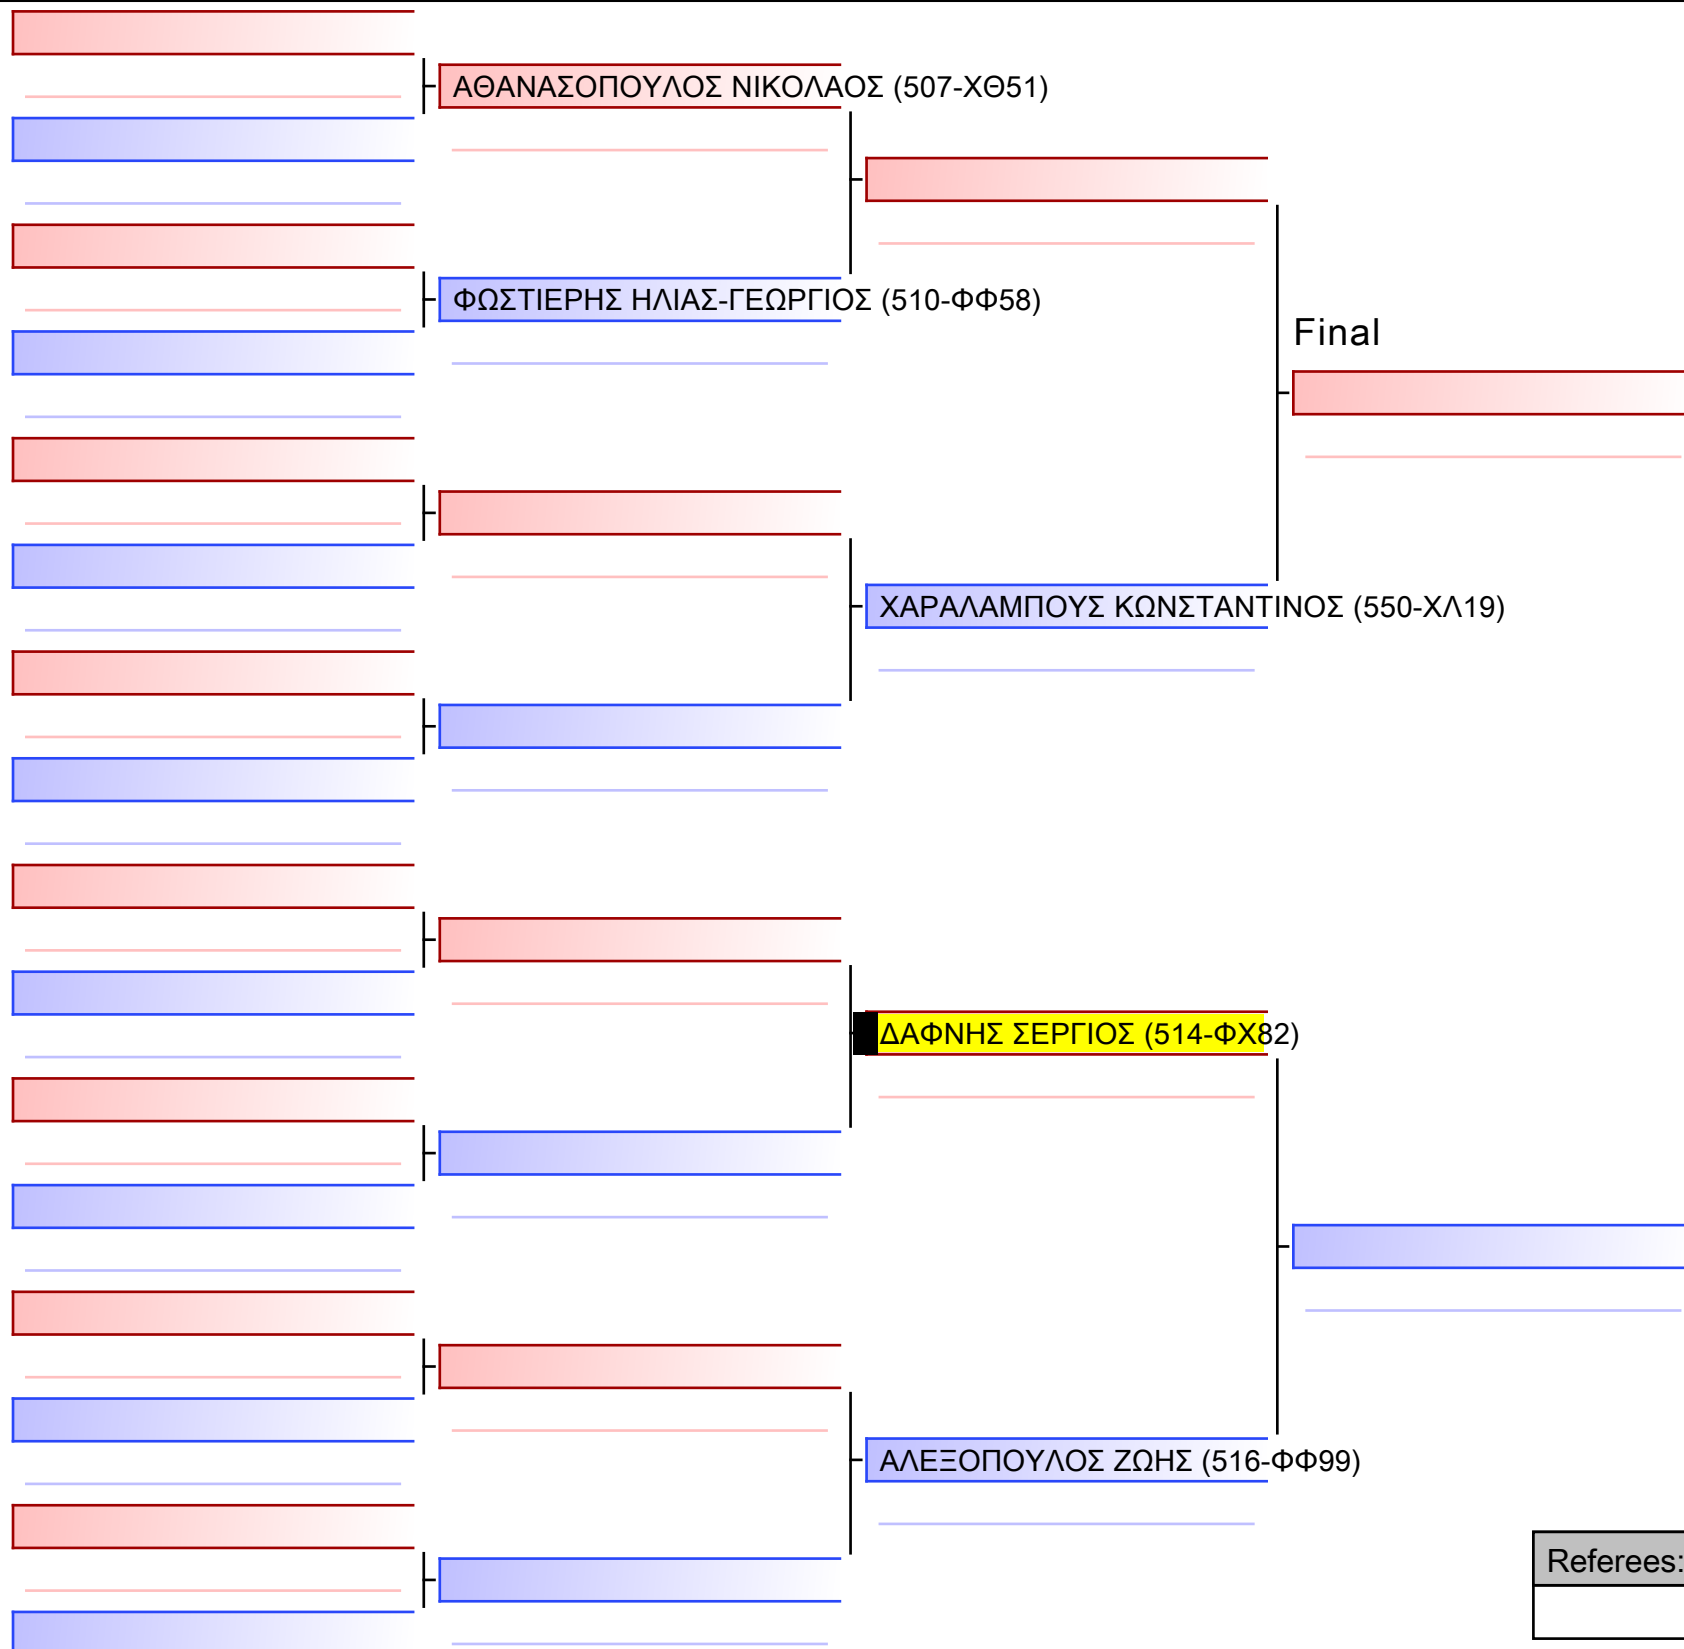 ΑΘΑΝΑΣΟΠΟΥΛΟΣ ΝΙΚΟΛΑΟΣ (507-ΧΘ51)
ΦΩΣΤΙΕΡΗΣ ΗΛΙΑΣ-ΓΕΩΡΓΙΟΣ (510-ΦΦ58)
Final
ΧΑΡΑΛΑΜΠΟΥΣ ΚΩΝΣΤΑΝΤΙΝΟΣ (550-ΧΛ19)
ΔΑΦΝΗΣ ΣΕΡΓΙΟΣ (514-ΦΧ82)
ΑΛΕΞΟΠΟΥΛΟΣ ΖΩΗΣ (516-ΦΦ99)
Referees: